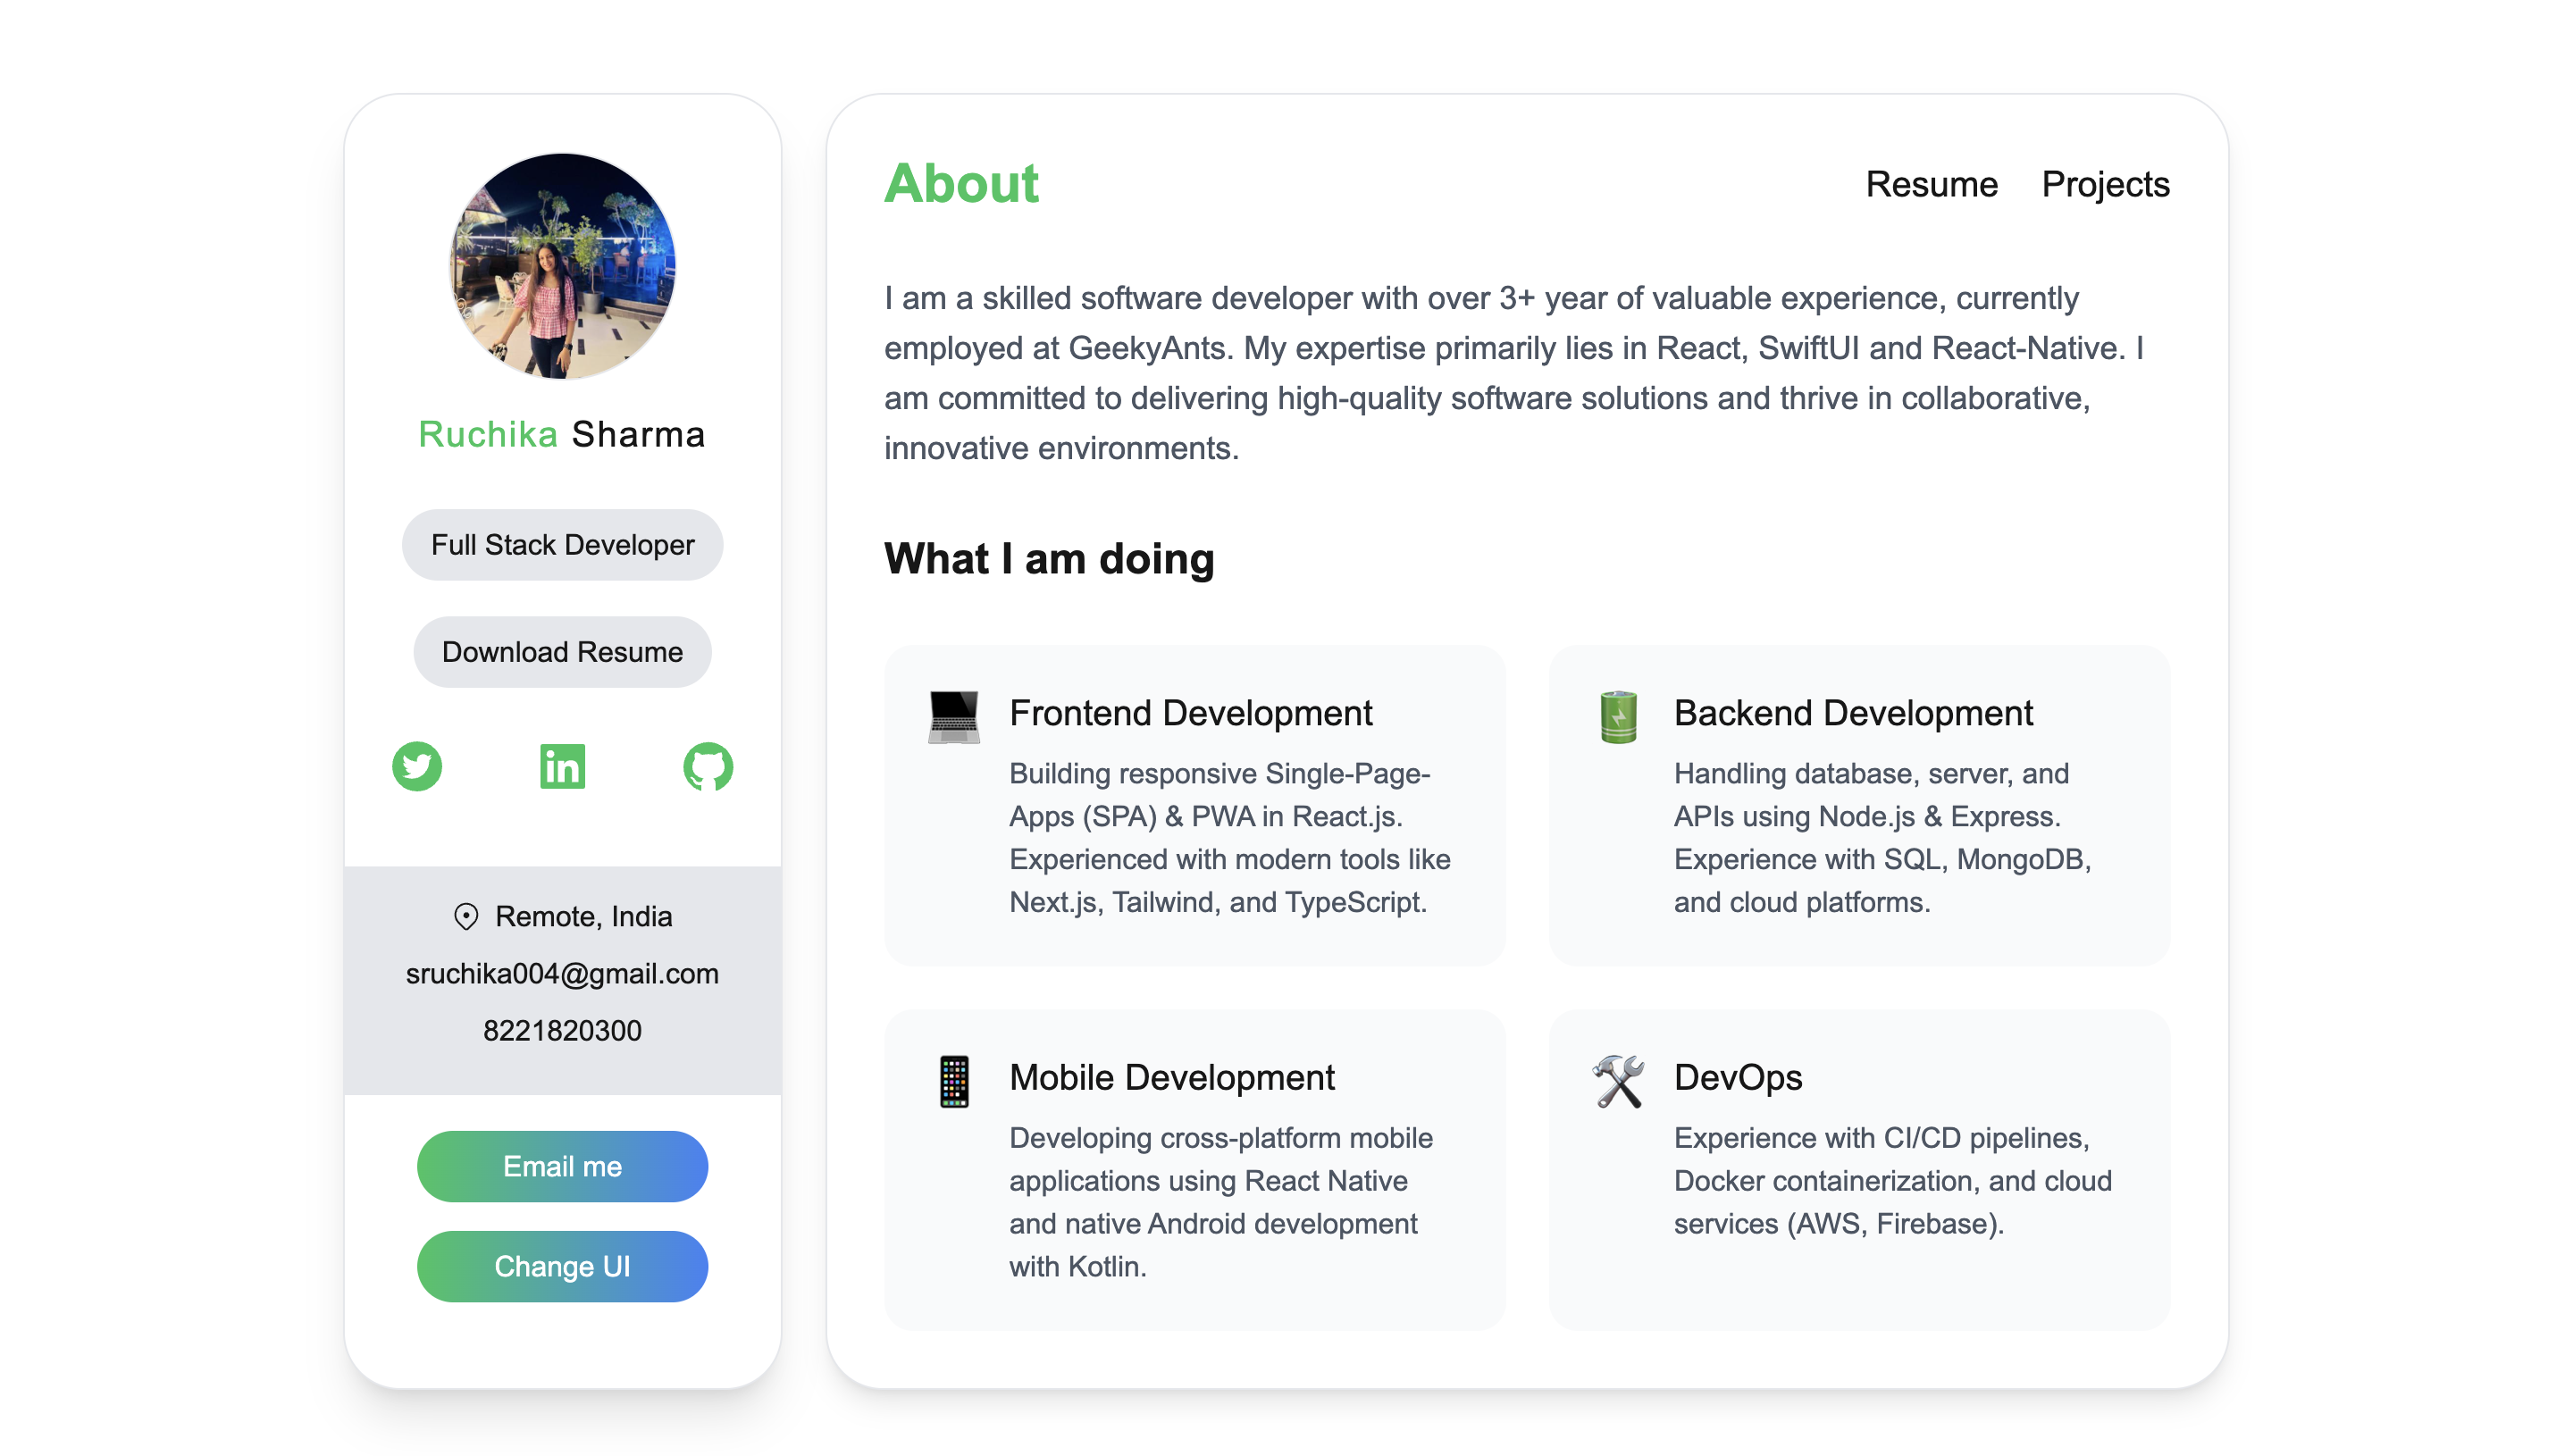 Ruchika Sharma
Full Stack Developer
Download Resume
in
Remote, India
sruchika004@gmail.com
8221820300
Email me
Change UI
About
Resume
Projects
I am a skilled software developer with over 3+ year of valuable experience, currently
employed at GeekyAnts. My expertise primarily lies in React, SwiftUI and React-Native. I
am committed to delivering high-quality software solutions and thrive in collaborative,
innovative environments.
What I am doing
Frontend Development
Building responsive Single-Page-
Apps (SPA) & PWA in React.js.
Experienced with modern tools like
Next.js, Tailwind, and TypeScript.
Backend Development
Handling database, server, and
APIs using Node.js & Express.
Experience with SQL, MongoDB,
and cloud platforms.
Mobile Development
Developing cross-platform mobile
applications using React Native
and native Android development
with Kotlin.
DevOps
Experience with CI/CD pipelines,
Docker containerization, and cloud
services (AWS, Firebase).